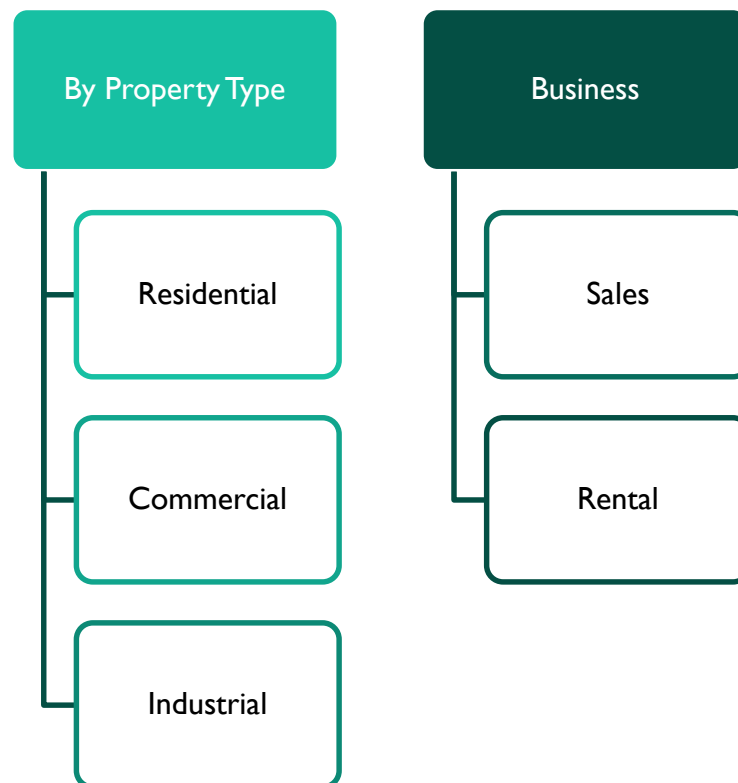 By Property Type
Residential
Commercial
Industrial
Business
Sales
Rental